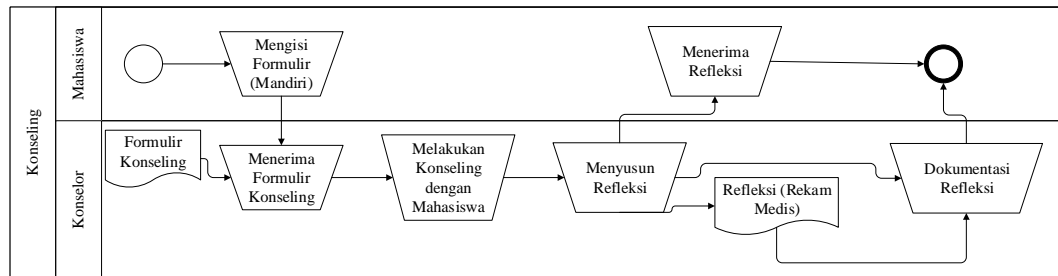 Konseling
Mahasiswa
Mengisi
Formulir
(Mandiri)
Menerima
Refleksi
Konselor
Formulir
Konseling
Menerima
Formulir
Konseling
Melakukan
Konseling
dengan
Mahasiswa
Menyusun
Refleksi
Refleksi (Rekam
Medis)
Dokumentasi
Refleksi